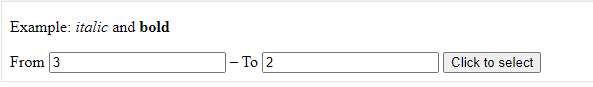 Example: italic and bold
From 3 – To 2 Click to select